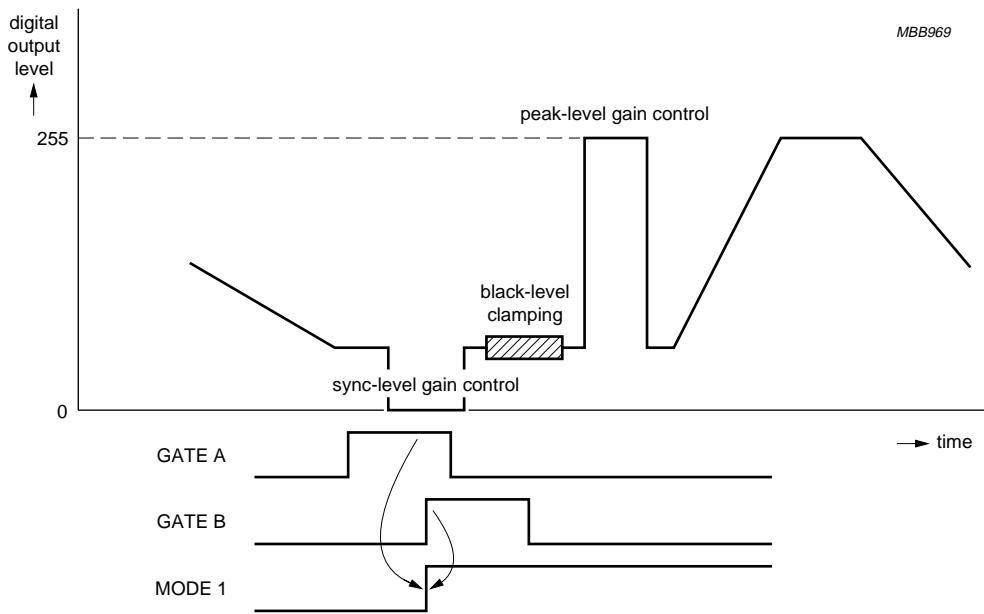 digital
output
level
MBB969
peak-level gain control
255
black-level
clamping
sync-level gain control
0
time
GATE A
GATE B
MODE 1